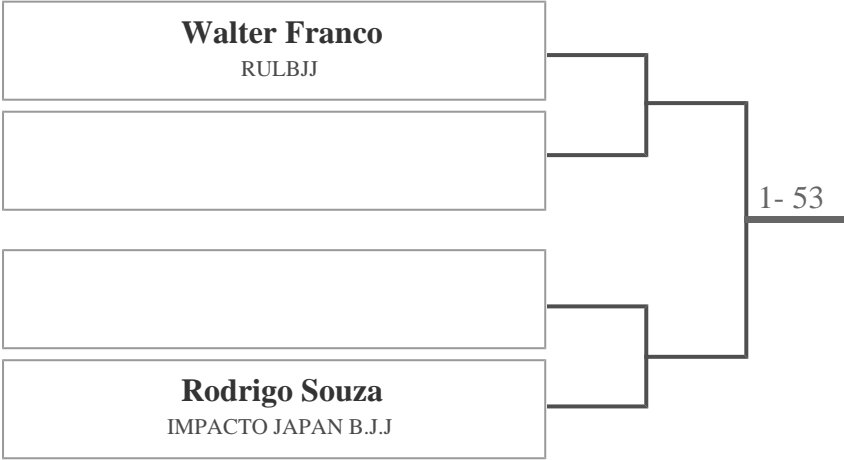 Walter Franco
RULBJJ
1- 53
Rodrigo Souza
IMPACTO JAPAN B.J.J